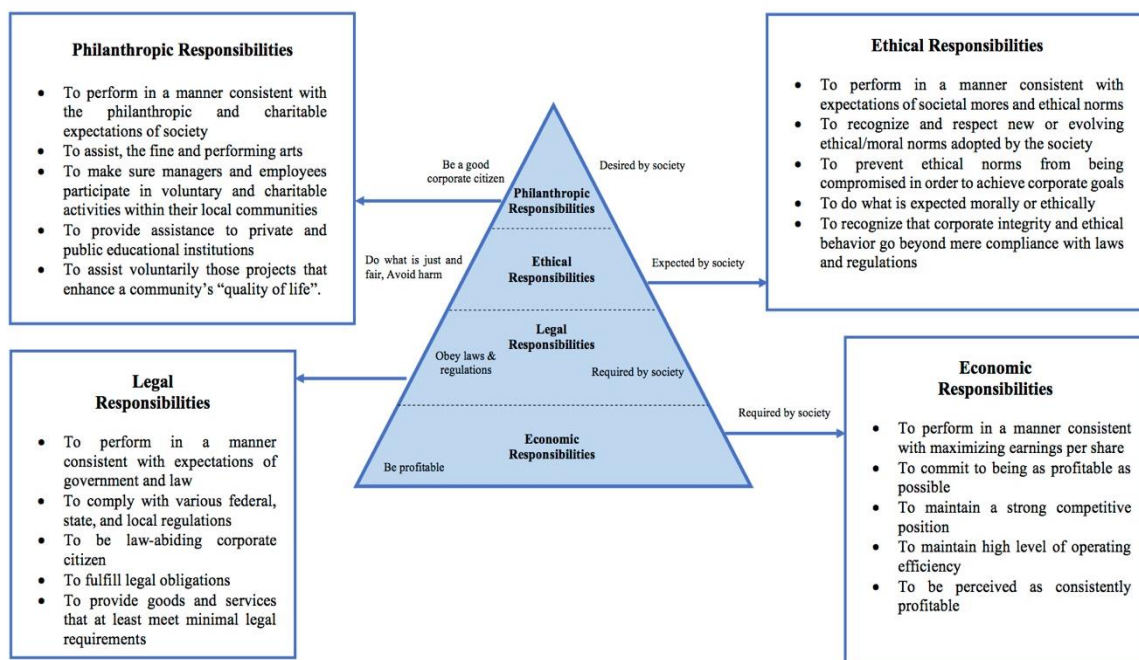 Philanthropic Responsibilities
• To perform in a manner consistent with
the philanthropic and charitable
expectations of society
• To assist, the fine and performing arts
• To make sure managers and employees
participate in voluntary and charitable
activities within their local communities
• To provide assistance to private and
public educational institutions
• To assist voluntarily those projects that
enhance a community’s “quality of life”.
Ethical Responsibilities
• To perform in a manner consistent with
expectations of societal mores and ethical norms
• To recognize and respect new or evolving
ethical/moral norms adopted by the society
• To prevent ethical norms from being
compromised in order to achieve corporate goals
• To do what is expected morally or ethically
• To recognize that corporate integrity and ethical
behavior go beyond mere compliance with laws
and regulations
Be a good
corporate citizen
Philanthropic
Responsibilities
Desired by society
Do what is just and
fair, Avoid harm
Ethical
Responsibilities
Expected by society
Legal
Responsibilities
Obey laws &
regulations
Required by society
Economic
Responsibilities
Be profitable
Required by society
Legal
Responsibilities
• To perform in a manner
consistent with expectations of
government and law
• To comply with various federal,
state, and local regulations
• To be law-abiding corporate
citizen
• To fulfill legal obligations
• To provide goods and services
that at least meet minimal legal
requirements
Economic
Responsibilities
• To perform in a manner consistent
with maximizing earnings per share
• To commit to being as profitable as
possible
• To maintain a strong competitive
position
• To maintain high level of operating
efficiency
• To be perceived as consistently
profitable